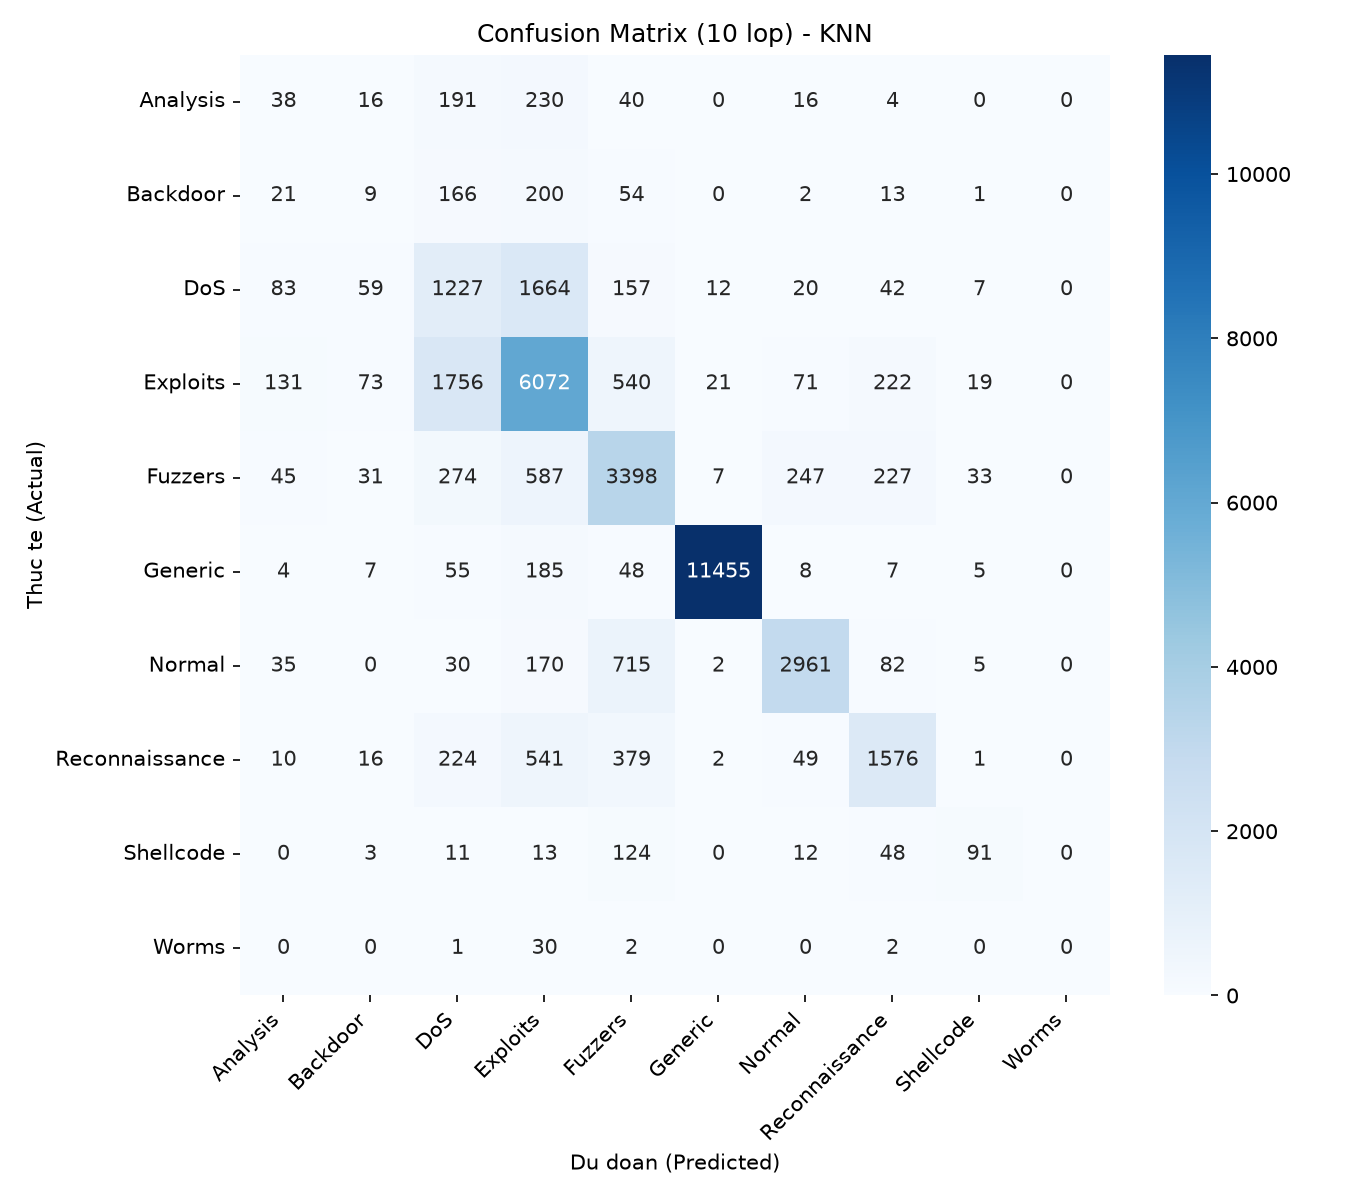 Confusion Matrix (10 lop) - KNN
Thuc te (Actual)
Analysis 38 16 191 230 40 0 16 4 0 0
Backdoor 21 9 166 200 54 0 2 13 1 0
DoS 83 59 1227 1664 157 12 20 42 7 0
Exploits 131 73 1756 6072 540 21 71 222 19 0
Fuzzers 45 31 274 587 3398 7 247 227 33 0
Generic 4 7 55 185 48 11455 8 7 5 0
Normal 35 0 30 170 715 2 2961 82 5 0
Reconnaissance 10 16 224 541 379 2 49 1576 1 0
Shellcode 0 3 11 13 124 0 12 48 91 0
Worms 0 0 1 30 2 0 0 2 0 0
Analysis Backdoor DoS Exploits Fuzzers Generic Normal Reconnaissance Shellcode Worms
Du doan (Predicted)
10000
8000
6000
4000
2000
0